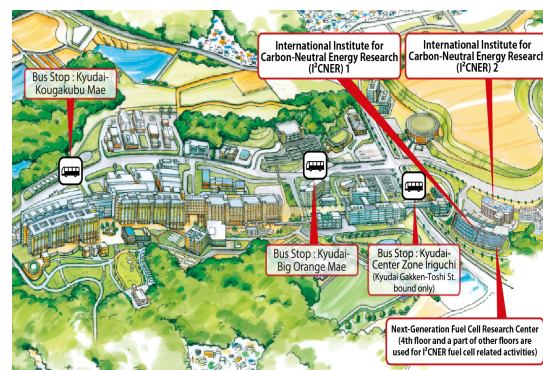 International Institute for
Carbon-Neutral Energy Research
(I²CNER) 1
International Institute for
Carbon-Neutral Energy Research
(I²CNER) 2
Bus Stop : Kyudai-
Kougakubu Mae
Bus Stop : Kyudai-
Big Orange Mae
Bus Stop : Kyudai-
Center Zone Iriguchi
(Kyudai Gakken-Toshi St.
bound only)
Next-Generation Fuel Cell Research Center
(4th floor and a part of other floors are
used for I²CNER fuel cell related activities)